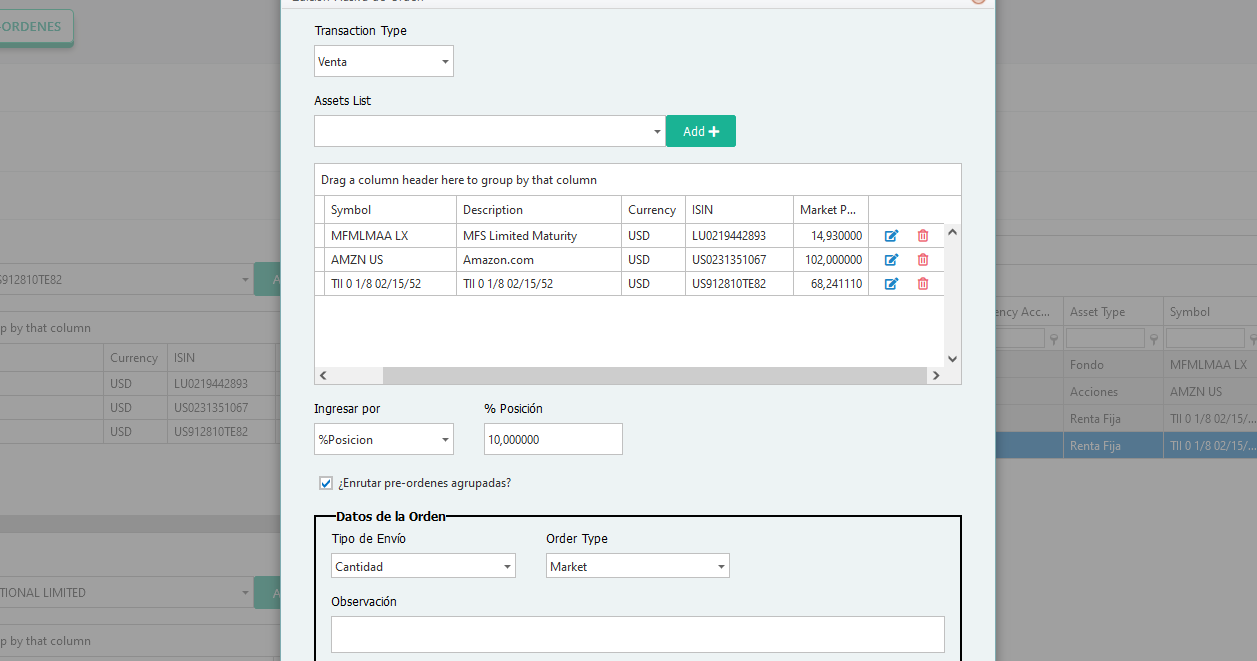 -ORDENES
Transaction Type
Venta
Assets List
Add
Drag a column header here to group by that column
Symbol Description Currency ISIN Market P...
MFMLMAA LX MFS Limited Maturity USD LU0219442893 14,930000
AMZN US Amazon.com USD US0231351067 102,000000
TII 0 1/8 02/15/52 TII 0 1/8 02/15/52 USD US912810TE82 68,241110
Ingresar por % Posición
%Posicion 10,000000
¿Enrutar pre-ordenes agrupadas?
Datos de la Orden
Tipo de Envío Order Type
Cantidad Market
Observación
S912810TE82 A
p by that column
Currency ISIN
USD LU0219442893
USD US0231351067
USD US912810TE82
TIONAL LIMITED A
p by that column
ency Acc... Asset Type Symbol
Fondo MFMLMAA LX
Acciones AMZN US
Renta Fija TII 0 1/8 02/15/...
Renta Fija TII 0 1/8 02/15/...